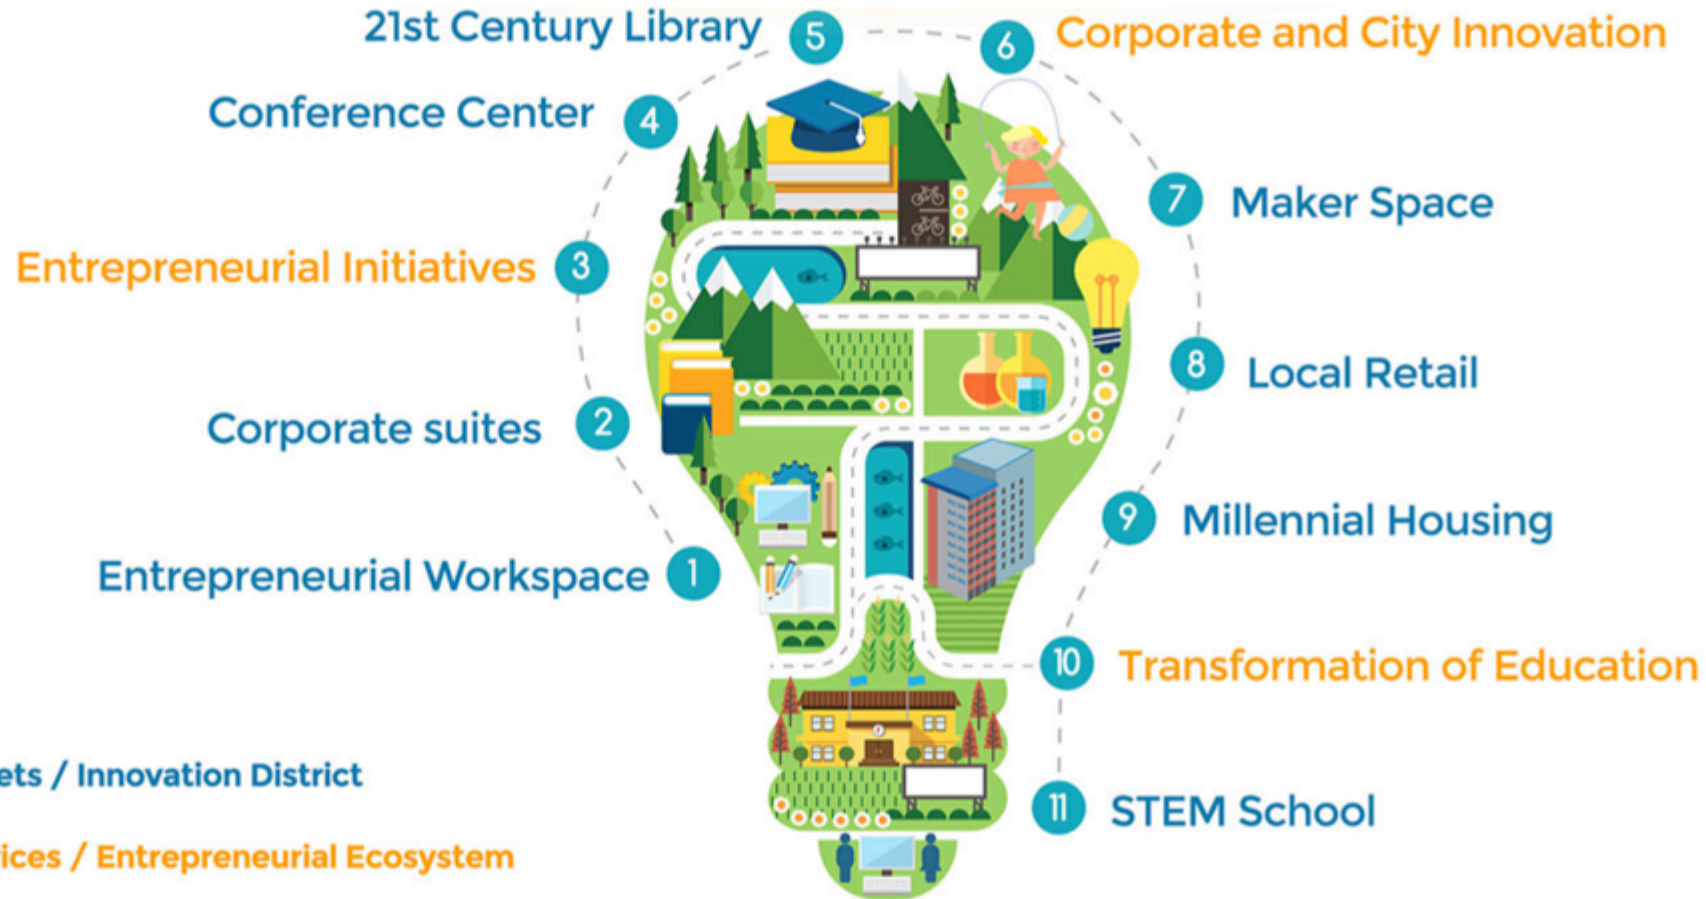 21st Century Library 5
6 Corporate and City Innovation
Conference Center 4
7 Maker Space
Entrepreneurial Initiatives 3
8 Local Retail
Corporate suites 2
9 Millennial Housing
Entrepreneurial Workspace 1
10 Transformation of Education
ets / Innovation District
11 STEM School
ices / Entrepreneurial Ecosystem